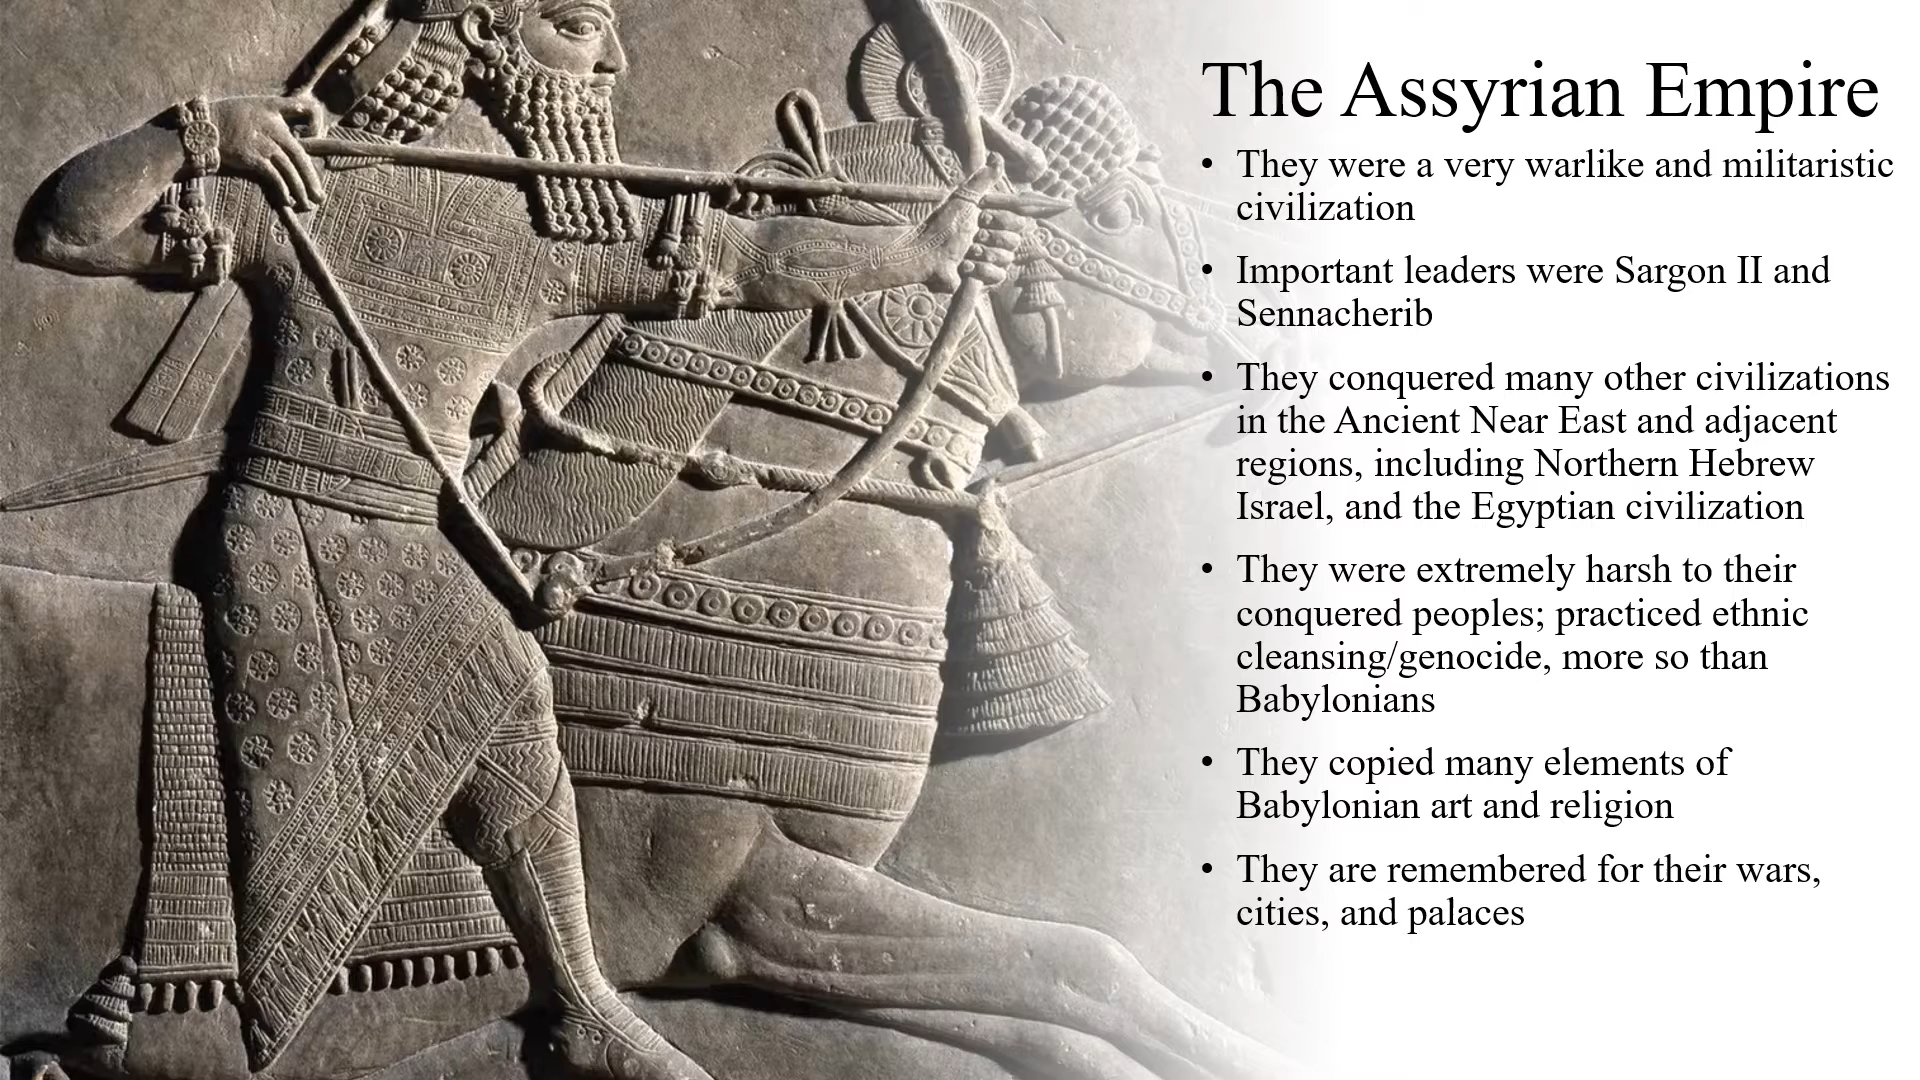 The Assyrian Empire
• They were a very warlike and militaristic
civilization
• Important leaders were Sargon II and
Sennacherib
• They conquered many other civilizations
in the Ancient Near East and adjacent
regions, including Northern Hebrew
Israel, and the Egyptian civilization
• They were extremely harsh to their
conquered peoples; practiced ethnic
cleansing/genocide, more so than
Babylonians
• They copied many elements of
Babylonian art and religion
• They are remembered for their wars,
cities, and palaces